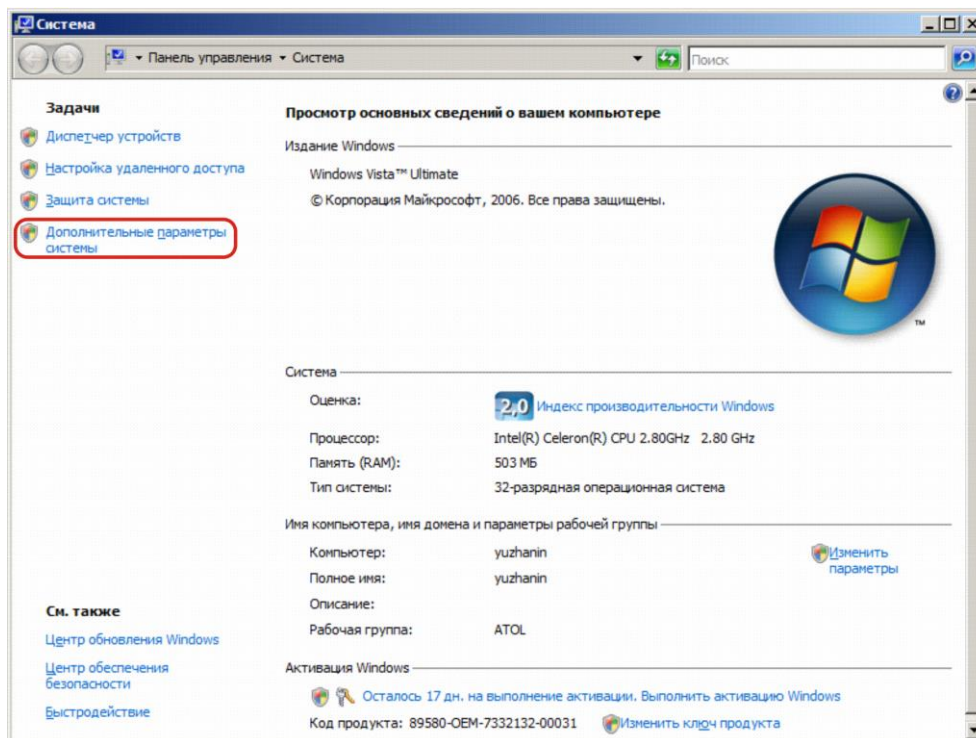 Система
Панель управления
Система
Поиск
Задачи
Диспетчер устройств
Настройка удаленного доступа
Защита системы
Дополнительные параметры
системы
Просмотр основных сведений о вашем компьютере
Издание Windows
Windows Vista™ Ultimate
© Корпорация Майкрософт, 2006. Все права защищены.
TM
Система
Оценка:
2,0 Индекс производительности Windows
Процессор:
Intel(R) Celeron(R) CPU 2.80GHz 2.80 GHz
Память (RAM):
503 МБ
Тип системы:
32-разрядная операционная система
Имя компьютера, имя домена и параметры рабочей группы
Компьютер:
yuzhanin
Изменить
параметры
Полное имя:
yuzhanin
Описание:
Рабочая группа:
ATOL
См. также
Центр обновления Windows
Центр обеспечения
безопасности
Быстродействие
Активация Windows
Осталось 17 дн. на выполнение активации. Выполнить активацию Windows
Код продукта: 89580-OEM-7332132-00031
Изменить ключ продукта